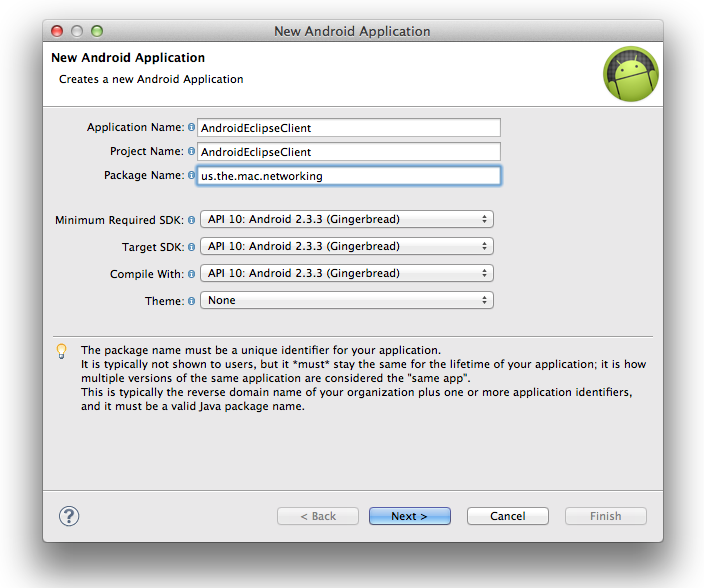 New Android Application
New Android Application
Creates a new Android Application
Application Name: AndroidEclipseClient
Project Name: AndroidEclipseClient
Package Name: us.the.mac.networking
Minimum Required SDK: API 10: Android 2.3.3 (Gingerbread)
Target SDK: API 10: Android 2.3.3 (Gingerbread)
Compile With: API 10: Android 2.3.3 (Gingerbread)
Theme: None
The package name must be a unique identifier for your application.
It is typically not shown to users, but it *must* stay the same for the lifetime of your application; it is how
multiple versions of the same application are considered the "same app".
This is typically the reverse domain name of your organization plus one or more application identifiers,
and it must be a valid Java package name.
? < Back Next > Cancel Finish